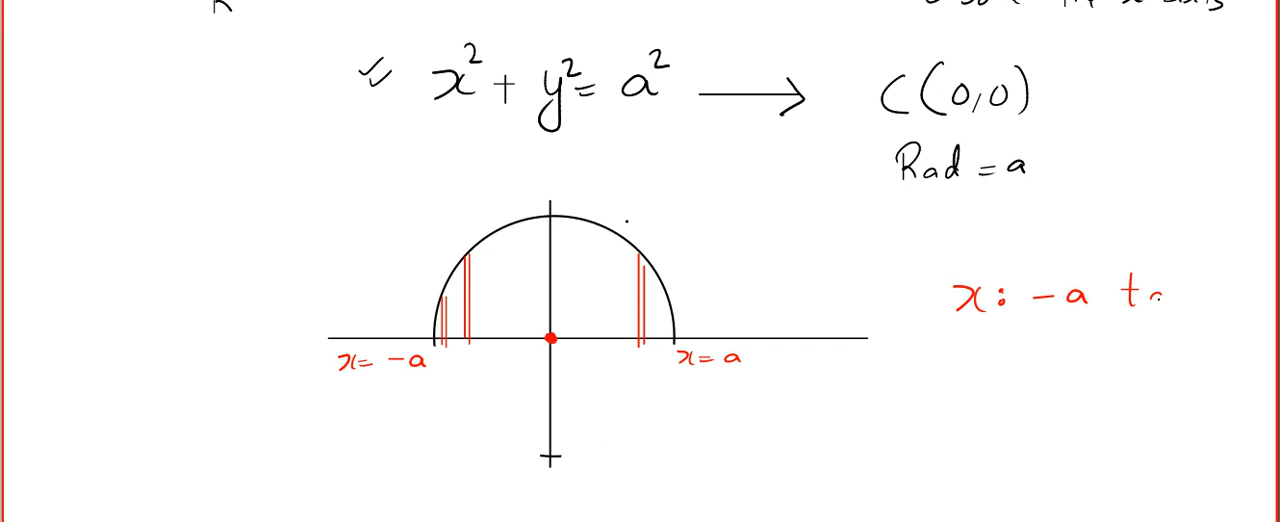 x² + y² = a² → C(0,0)
Rad = a
x: -a
x= -a
x= a